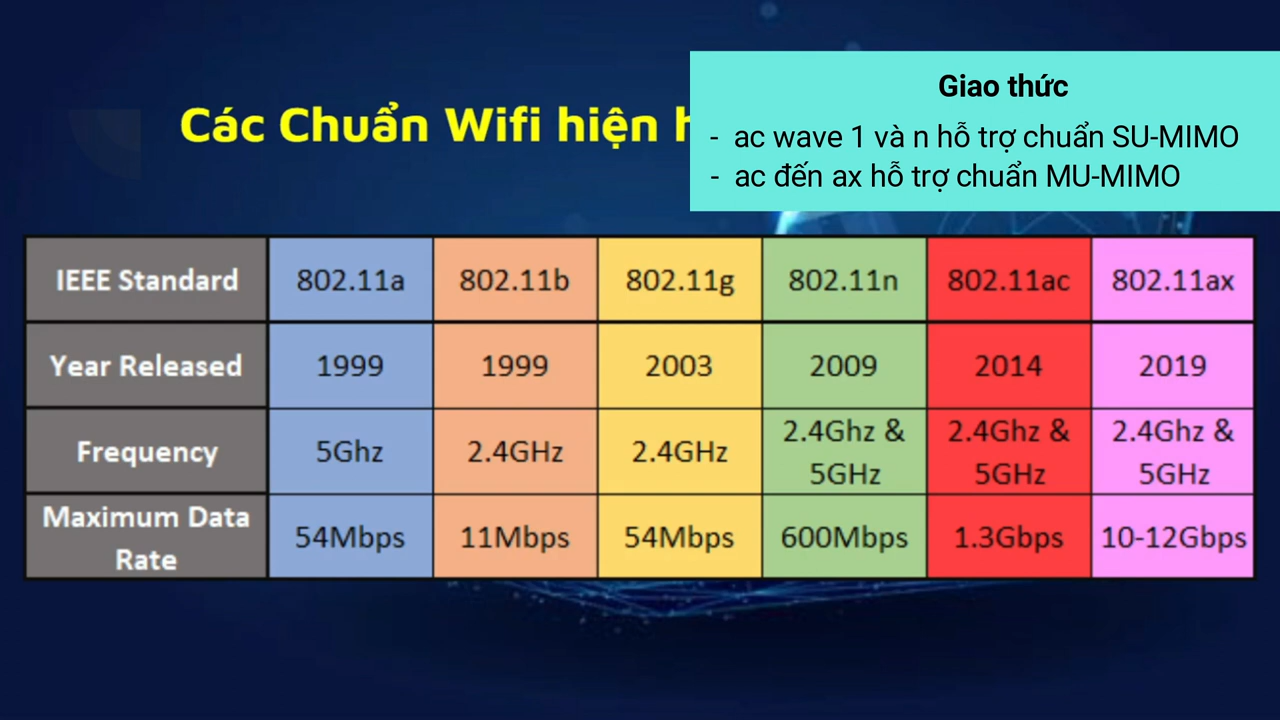 Các Chuẩn Wifi hiện
Giao thức
- ac wave 1 và n hỗ trợ chuẩn SU-MIMO
- ac đến ax hỗ trợ chuẩn MU-MIMO
IEEE Standard 802.11a 802.11b 802.11g 802.11n 802.11ac 802.11ax
Year Released 1999 1999 2003 2009 2014 2019
Frequency 5Ghz 2.4GHz 2.4GHz 2.4Ghz & 5GHz 2.4Ghz & 5GHz 2.4Ghz & 5GHz
Maximum Data Rate 54Mbps 11Mbps 54Mbps 600Mbps 1.3Gbps 10-12Gbps